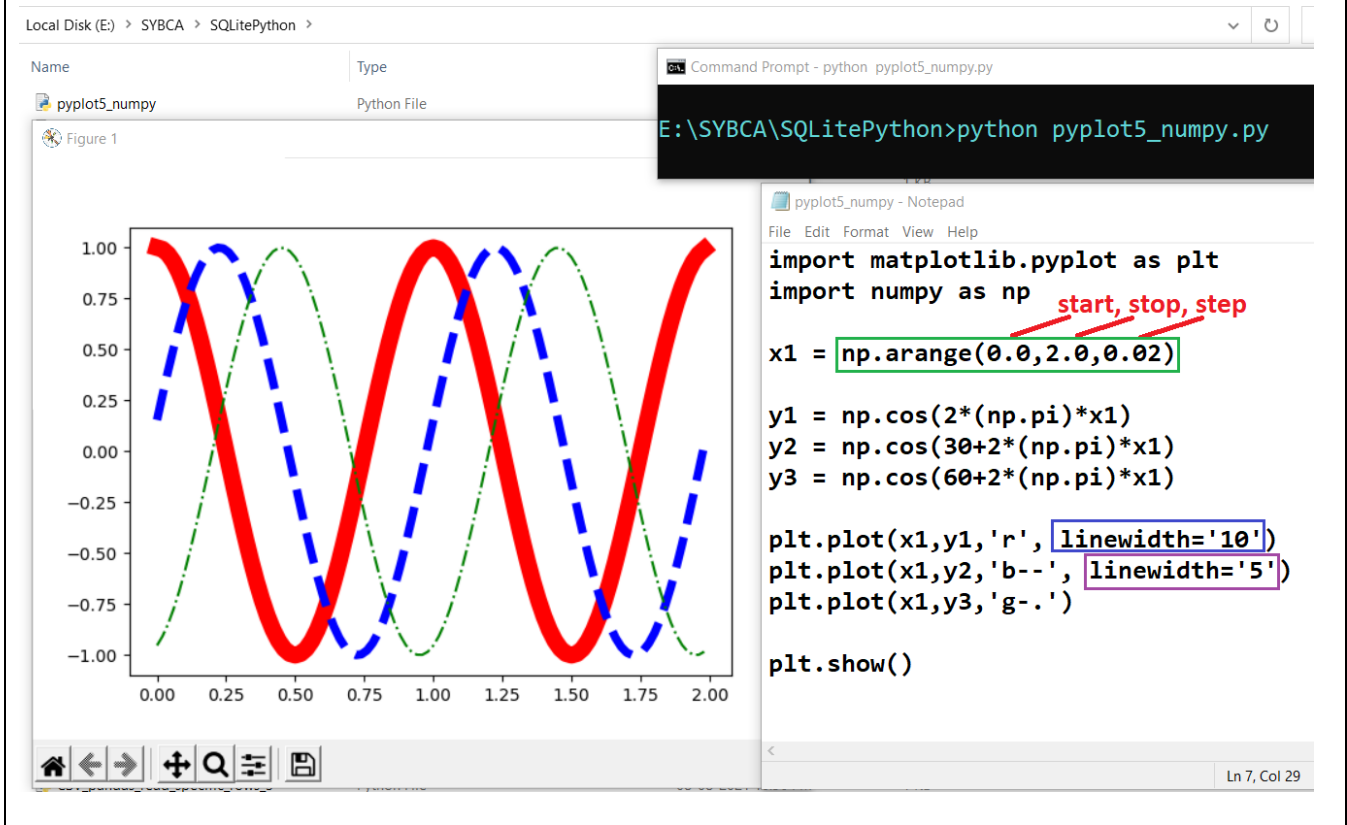 Local Disk (E:) > SYBCA > SQLitePython >
Name Type
pyplot5_numpy Python File
Command Prompt - python pyplot5_numpy.py
E:\SYBCA\SQLitePython>python pyplot5_numpy.py
Figure 1
1.00
0.75
0.50
0.25
0.00
−0.25
−0.50
−0.75
−1.00
0.00 0.25 0.50 0.75 1.00 1.25 1.50 1.75 2.00
pyplot5_numpy - Notepad
File Edit Format View Help
import matplotlib.pyplot as plt
import numpy as np
start, stop, step
x1 = np.arange(0.0,2.0,0.02)
y1 = np.cos(2*(np.pi)*x1)
y2 = np.cos(30+2*(np.pi)*x1)
y3 = np.cos(60+2*(np.pi)*x1)
plt.plot(x1,y1,'r', linewidth='10')
plt.plot(x1,y2,'b--', linewidth='5')
plt.plot(x1,y3,'g-.')
plt.show()
Ln 7, Col 29